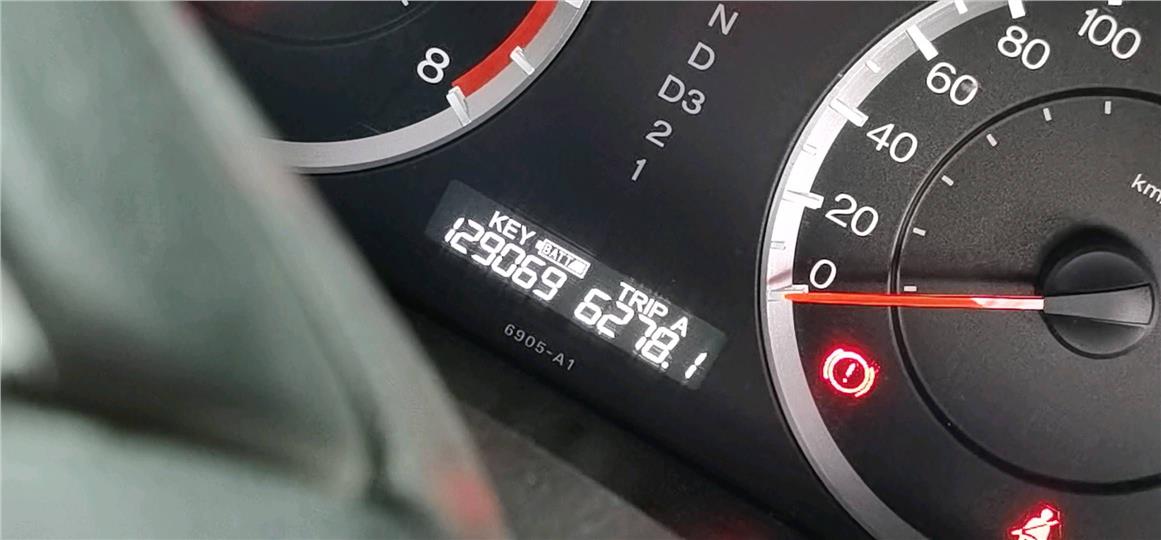 8
N
D
D3
2
1
KEY BATT
TRIP A
129069 6278.1
6905-A1
100
80
60
40
20
0